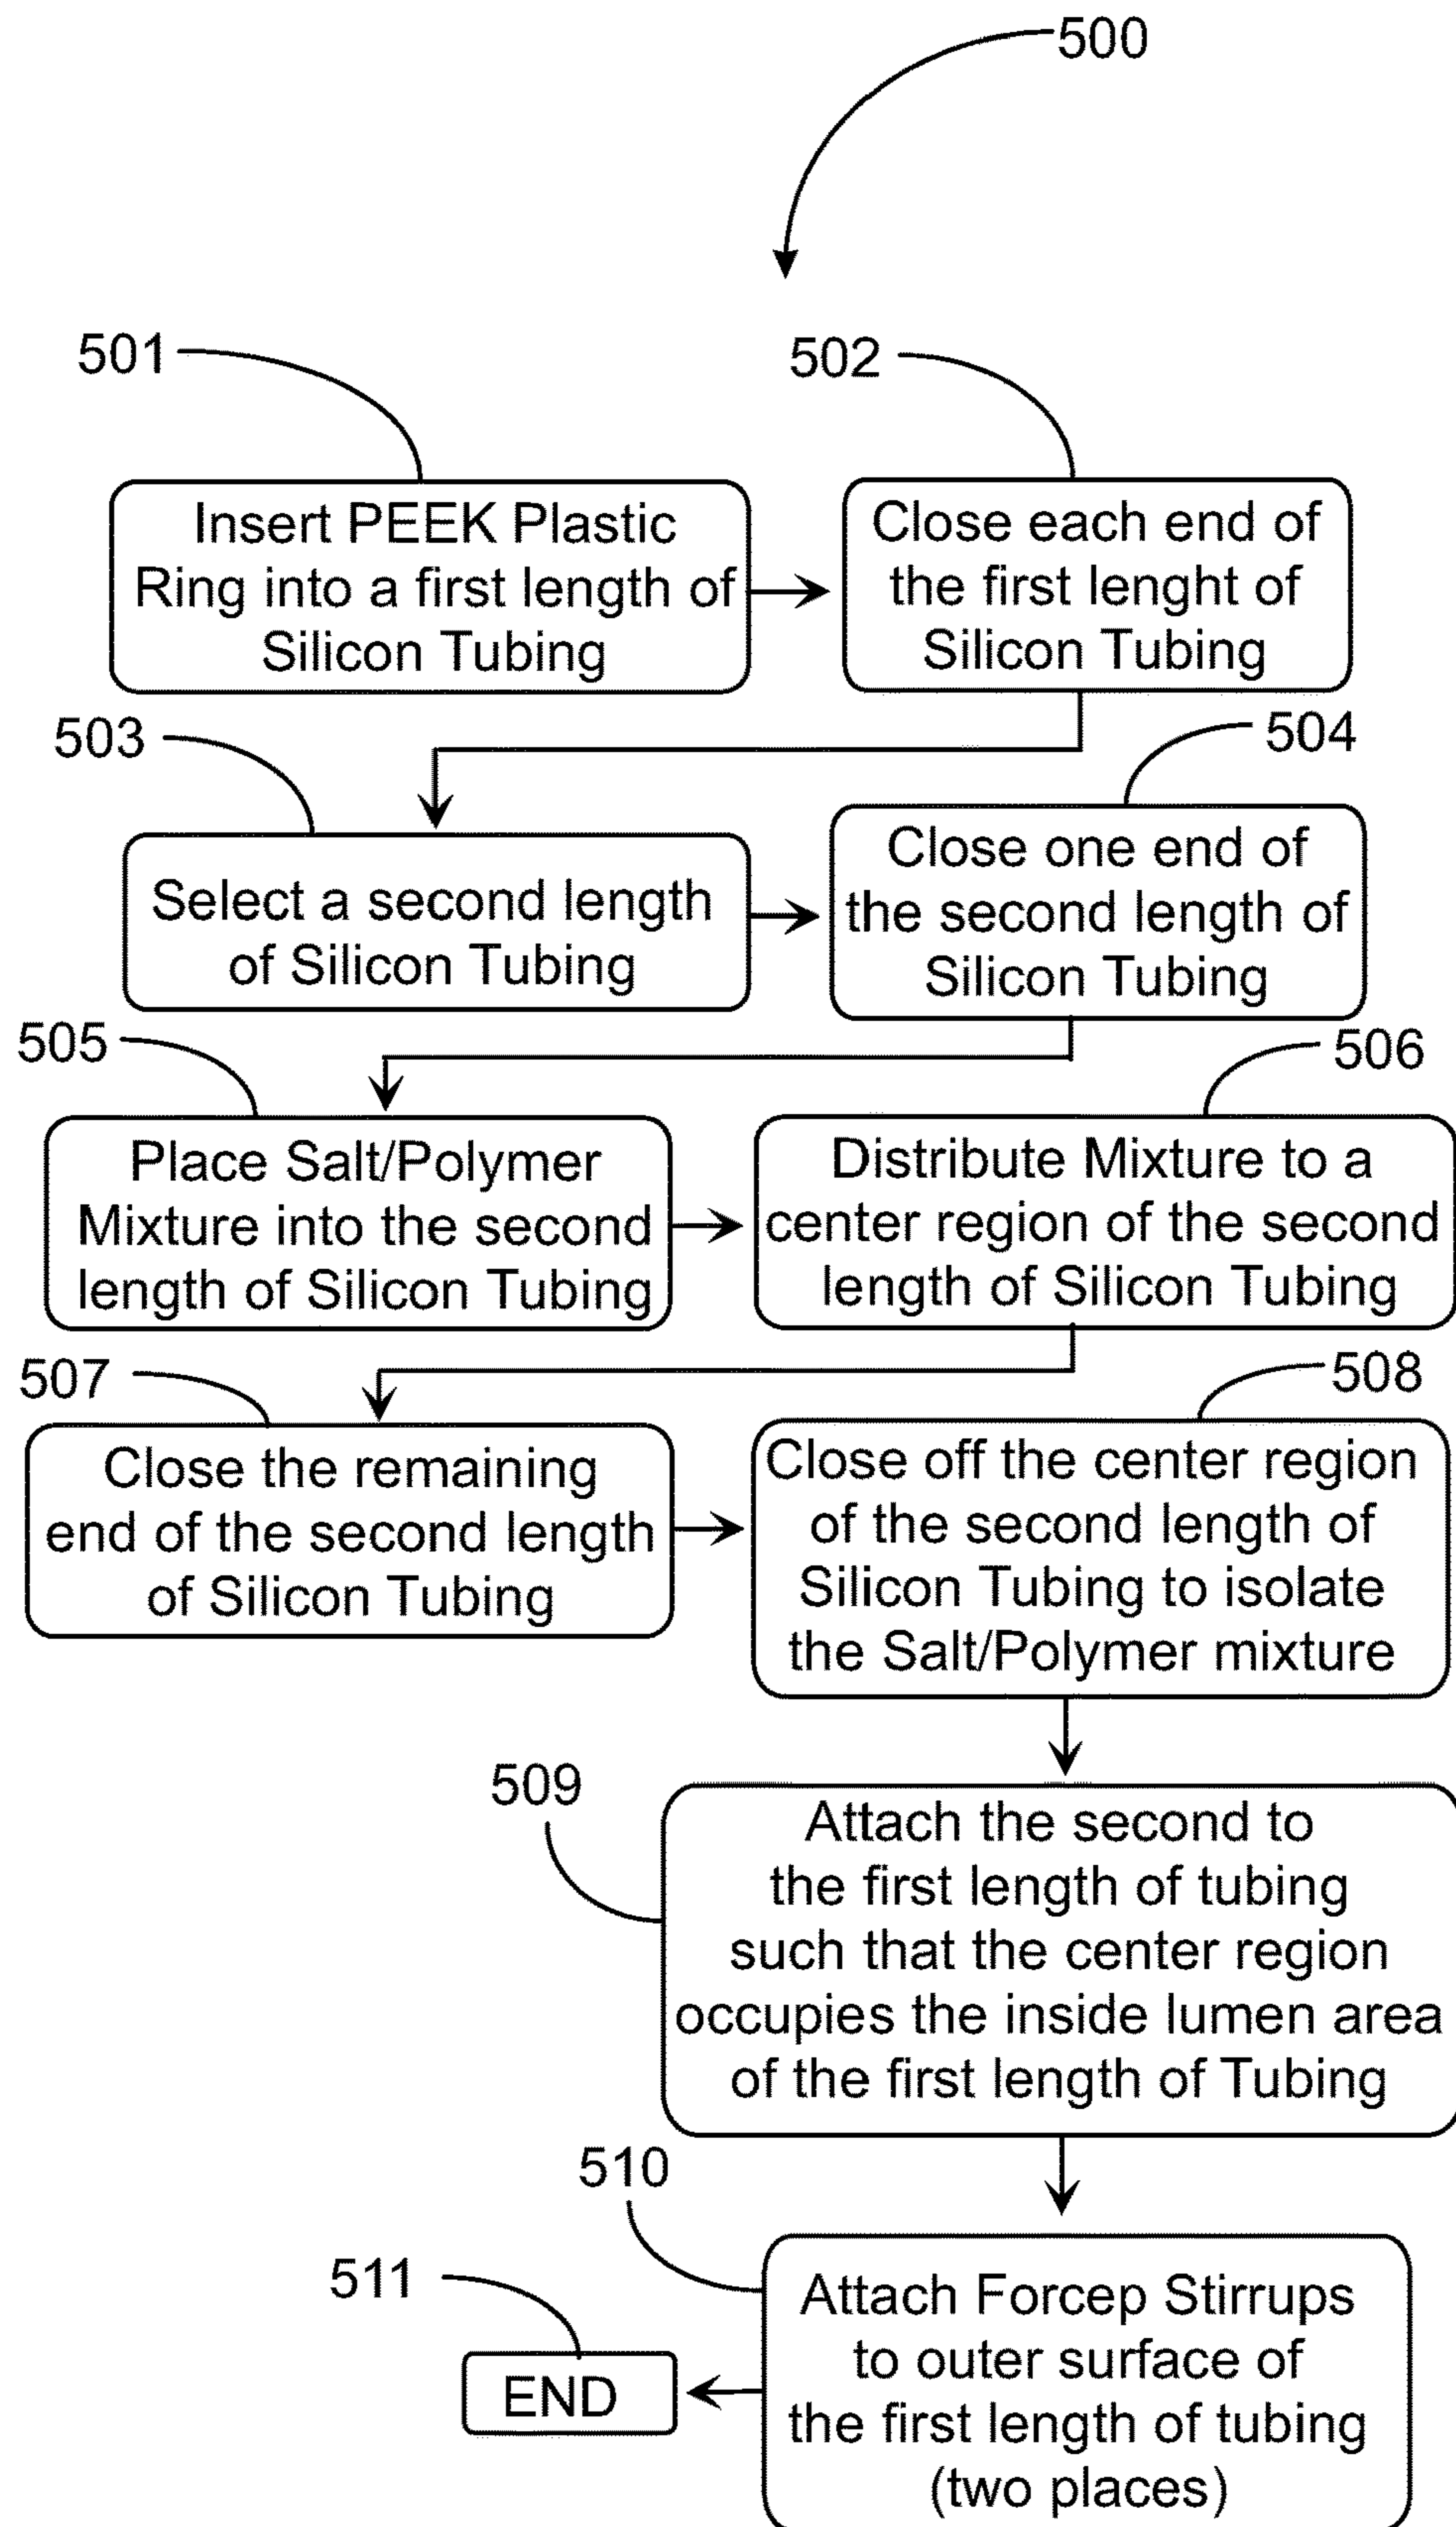 500
501
502
Insert PEEK Plastic
Ring into a first length of
Silicon Tubing
Close each end of
the first lenght of
Silicon Tubing
503
504
Select a second length
of Silicon Tubing
Close one end of
the second length of
Silicon Tubing
505
506
Place Salt/Polymer
Mixture into the second
length of Silicon Tubing
Distribute Mixture to a
center region of the second
length of Silicon Tubing
507
508
Close the remaining
end of the second length
of Silicon Tubing
Close off the center region
of the second length of
Silicon Tubing to isolate
the Salt/Polymer mixture
509
Attach the second to
the first length of tubing
such that the center region
occupies the inside lumen area
of the first length of Tubing
510
Attach Forcep Stirrups
to outer surface of
the first length of tubing
(two places)
511
END